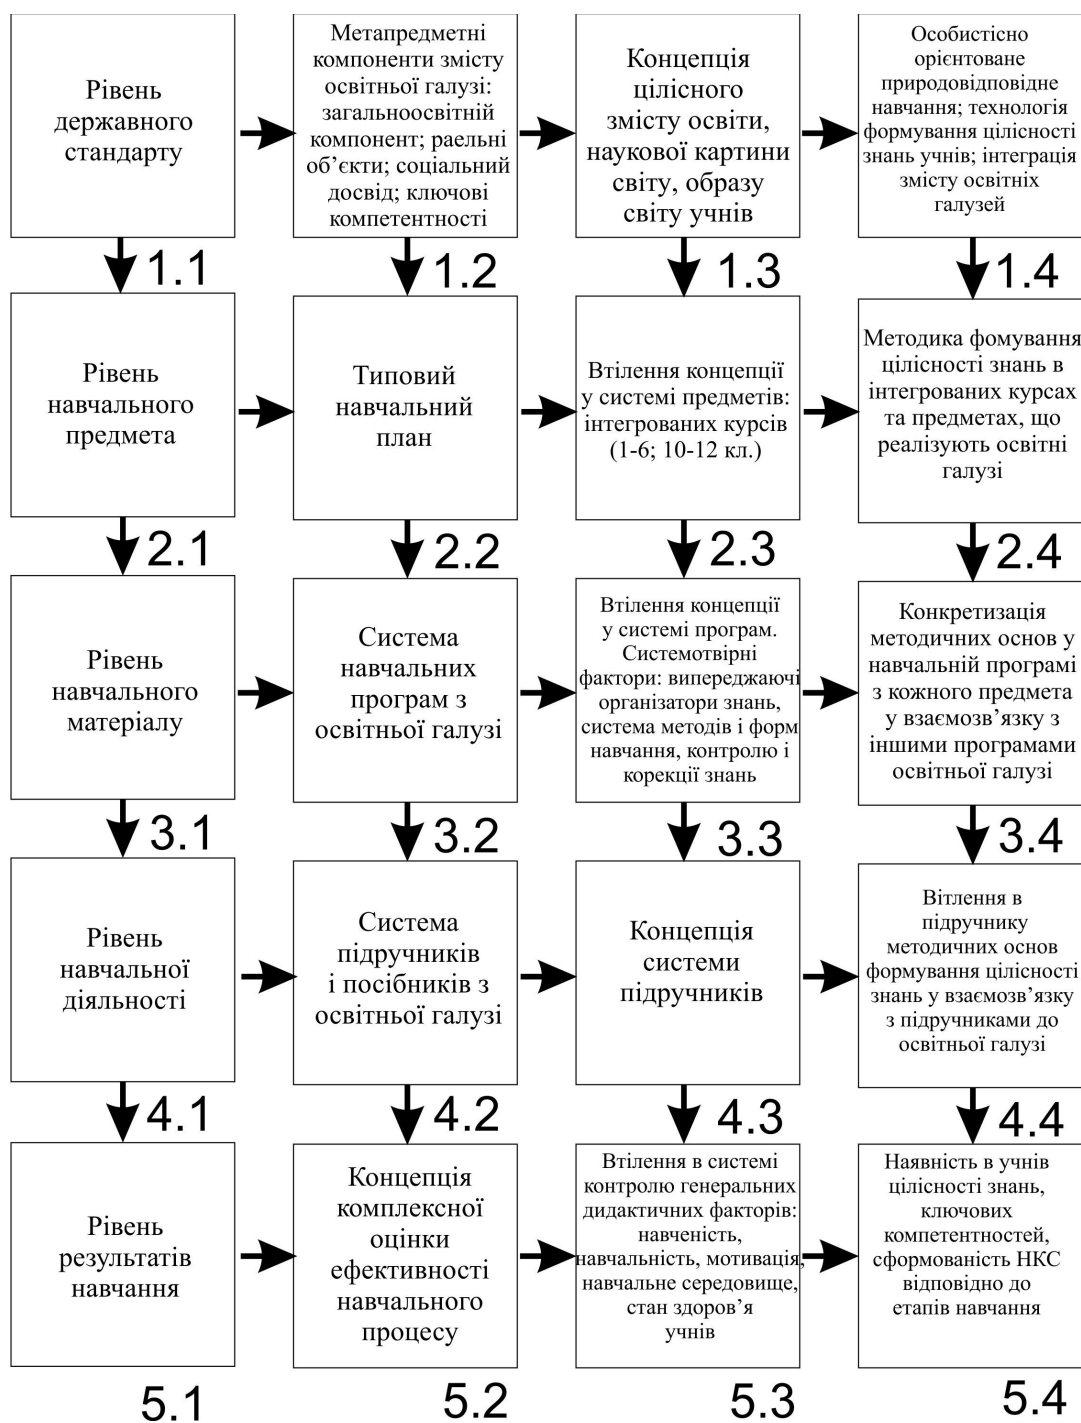 Рівень
державного
стандарту
Метапредметні
компоненти змісту
освітньої галузі:
загальноосвітній
компонент; раельні
об’єкти; соціальний
досвід; ключові
компетентності
Концепція
цілісного
змісту освіти,
наукової картини
світу, образу
світу учнів
Особистісно
орієнтоване
природовідповідне
навчання; технологія
формування цілісності
знань учнів; інтеграція
змісту освітніх
галузей
1.1
1.2
1.3
1.4
Рівень
навчального
предмета
Типовий
навчальний
план
Втілення концепції
у системі предметів:
інтегрованих курсів
(1-6; 10-12 кл.)
Методика фомування
цілісності знань в
інтегрованих курсах
та предметах, що
реалізують освітні
галузі
2.1
2.2
2.3
2.4
Рівень
навчального
матеріалу
Система
навчальних
програм з
освітньої галузі
Втілення концепції
у системі програм.
Системотвірні
фактори: випереджаючі
організатори знань,
система методів і форм
навчання, контролю і
корекції знань
Конкретизація
методичних основ у
навчальній програмі
з кожного предмета
у взаємозв’язку з
іншими програмами
освітньої галузі
3.1
3.2
3.3
3.4
Рівень
навчальної
діяльності
Система
підручників
і посібників з
освітньої галузі
Концепція
системи
підручників
Вітлення в
підручнику
методичних основ
формування цілісності
знань у взаємозв’язку
з підручниками до
освітньої галузі
4.1
4.2
4.3
4.4
Рівень
результатів
навчання
Концепція
комплексної
оцінки
ефективності
навчального
процесу
Втілення в системі
контролю генеральних
дидактичних факторів:
навченість,
навчальність, мотивація,
навчальне середовище,
стан здоров’я
учнів
Наявність в учнів
цілісності знань,
ключових
компетентностей,
сформованість НКС
відповідно до
етапів навчання
5.1
5.2
5.3
5.4